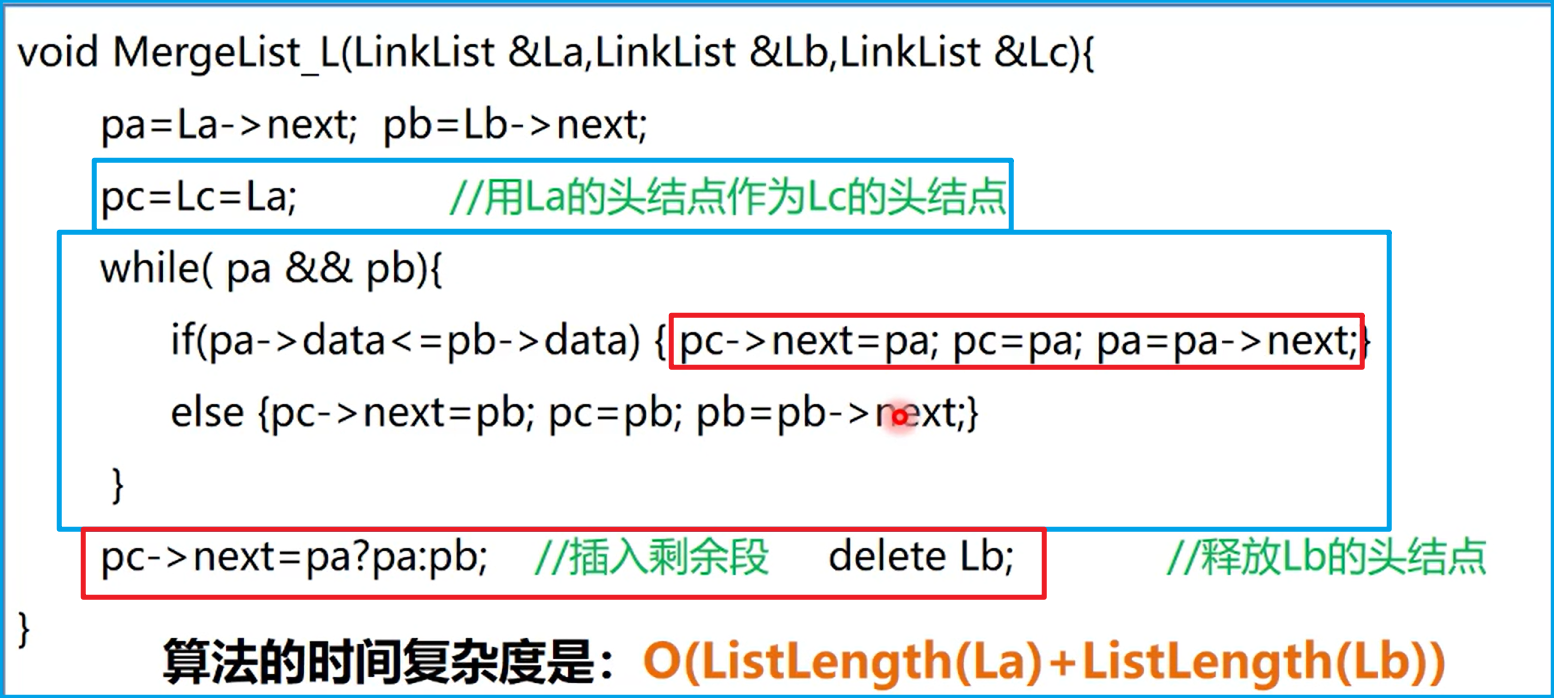 void MergeList_L(LinkList &La,LinkList &Lb,LinkList &Lc){
pa=La->next; pb=Lb->next;
pc=Lc=La; //用La的头结点作为Lc的头结点
while( pa && pb){
if(pa->data<=pb->data) { pc->next=pa; pc=pa; pa=pa->next;}
else {pc->next=pb; pc=pb; pb=pb->next;}
}
pc->next=pa?pa:pb; //插入剩余段 delete Lb; //释放Lb的头结点
}
算法的时间复杂度是：O(ListLength(La)+ListLength(Lb))